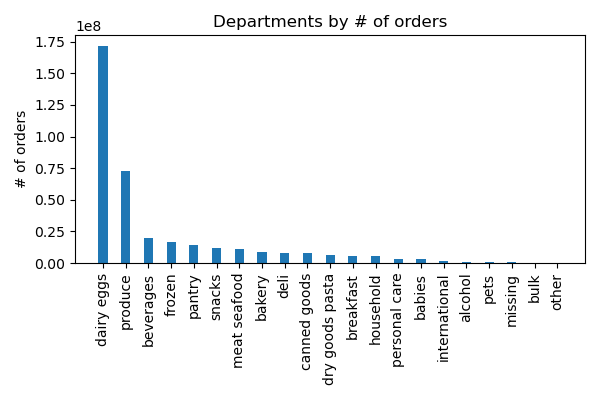 Departments by # of orders
1e8
# of orders
1.75
1.50
1.25
1.00
0.75
0.50
0.25
0.00
dairy eggs
produce
beverages
frozen
pantry
snacks
meat seafood
bakery
deli
canned goods
dry goods pasta
breakfast
household
personal care
babies
international
alcohol
pets
missing
bulk
other